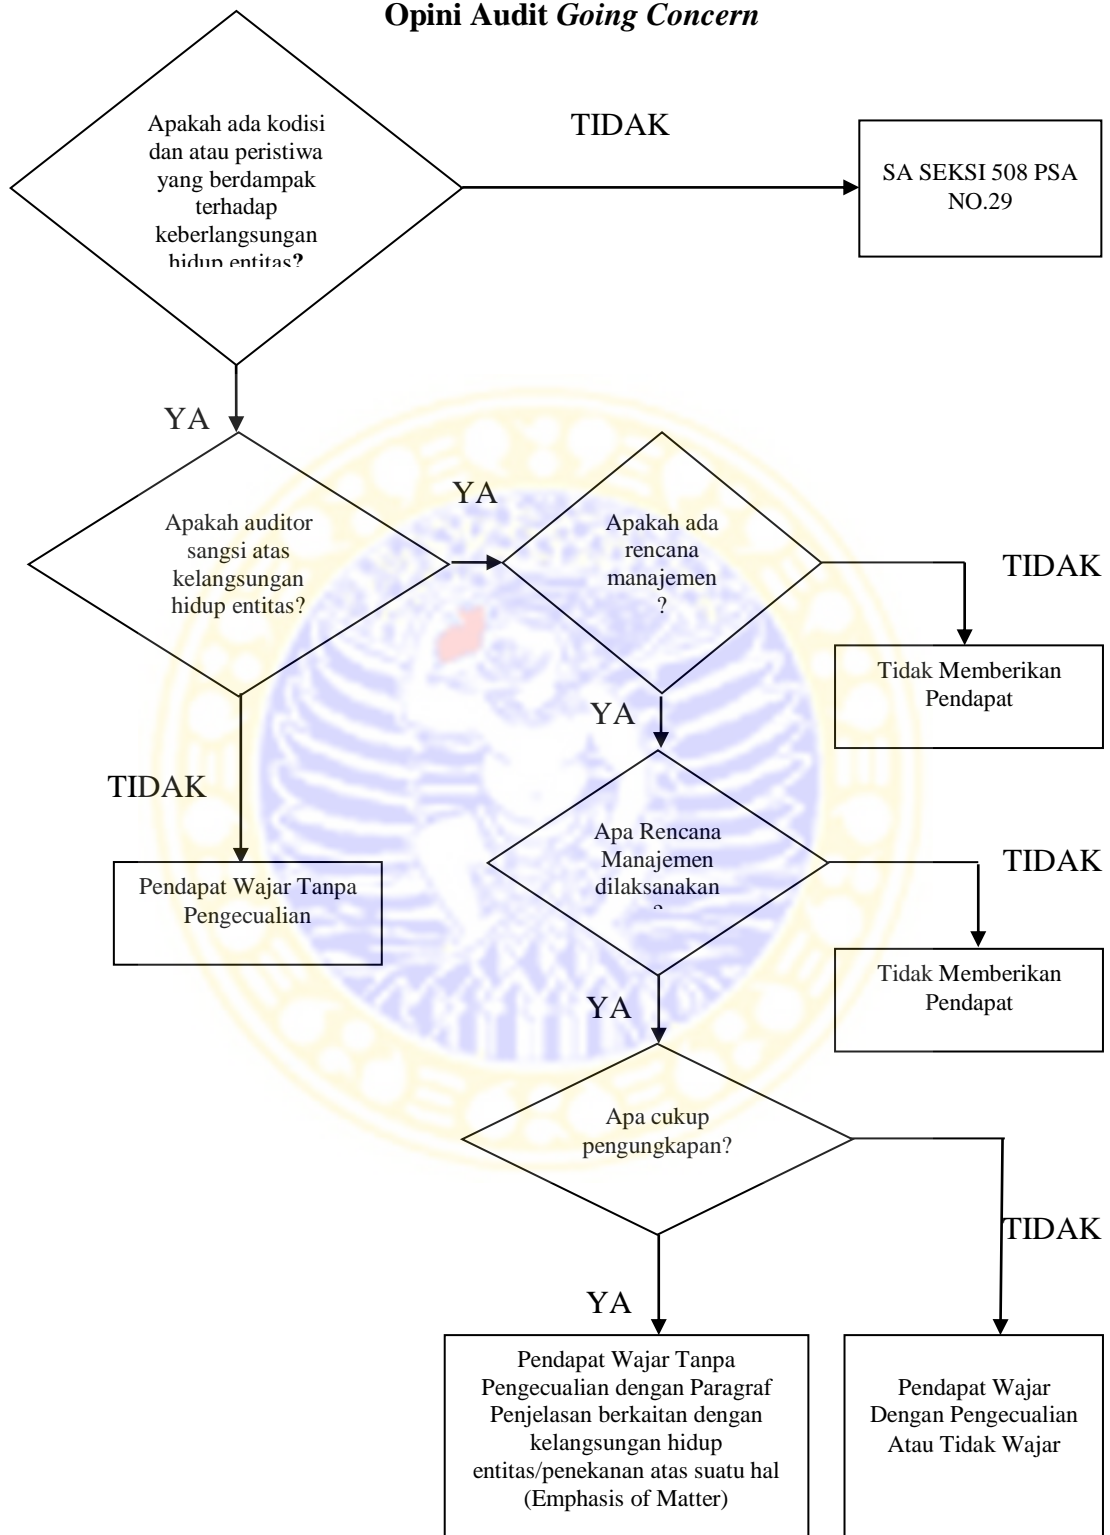 Opini Audit Going Concern
Apakah ada kodisi
dan atau peristiwa
yang berdampak
terhadap
keberlangsungan
hidup entitas?
TIDAK
SA SEKSI 508 PSA
NO.29
YA
Apakah auditor
sangsi atas
kelangsungan
hidup entitas?
YA
Apakah ada
rencana
manajemen
?
TIDAK
Tidak Memberikan
Pendapat
YA
TIDAK
Pendapat Wajar Tanpa
Pengecualian
Apa Rencana
Manajemen
dilaksanakan
?
TIDAK
Tidak Memberikan
Pendapat
YA
Apa cukup
pengungkapan?
TIDAK
YA
Pendapat Wajar Tanpa
Pengecualian dengan Paragraf
Penjelasan berkaitan dengan
kelangsungan hidup
entitas/penekanan atas suatu hal
(Emphasis of Matter)
Pendapat Wajar
Dengan Pengecualian
Atau Tidak Wajar